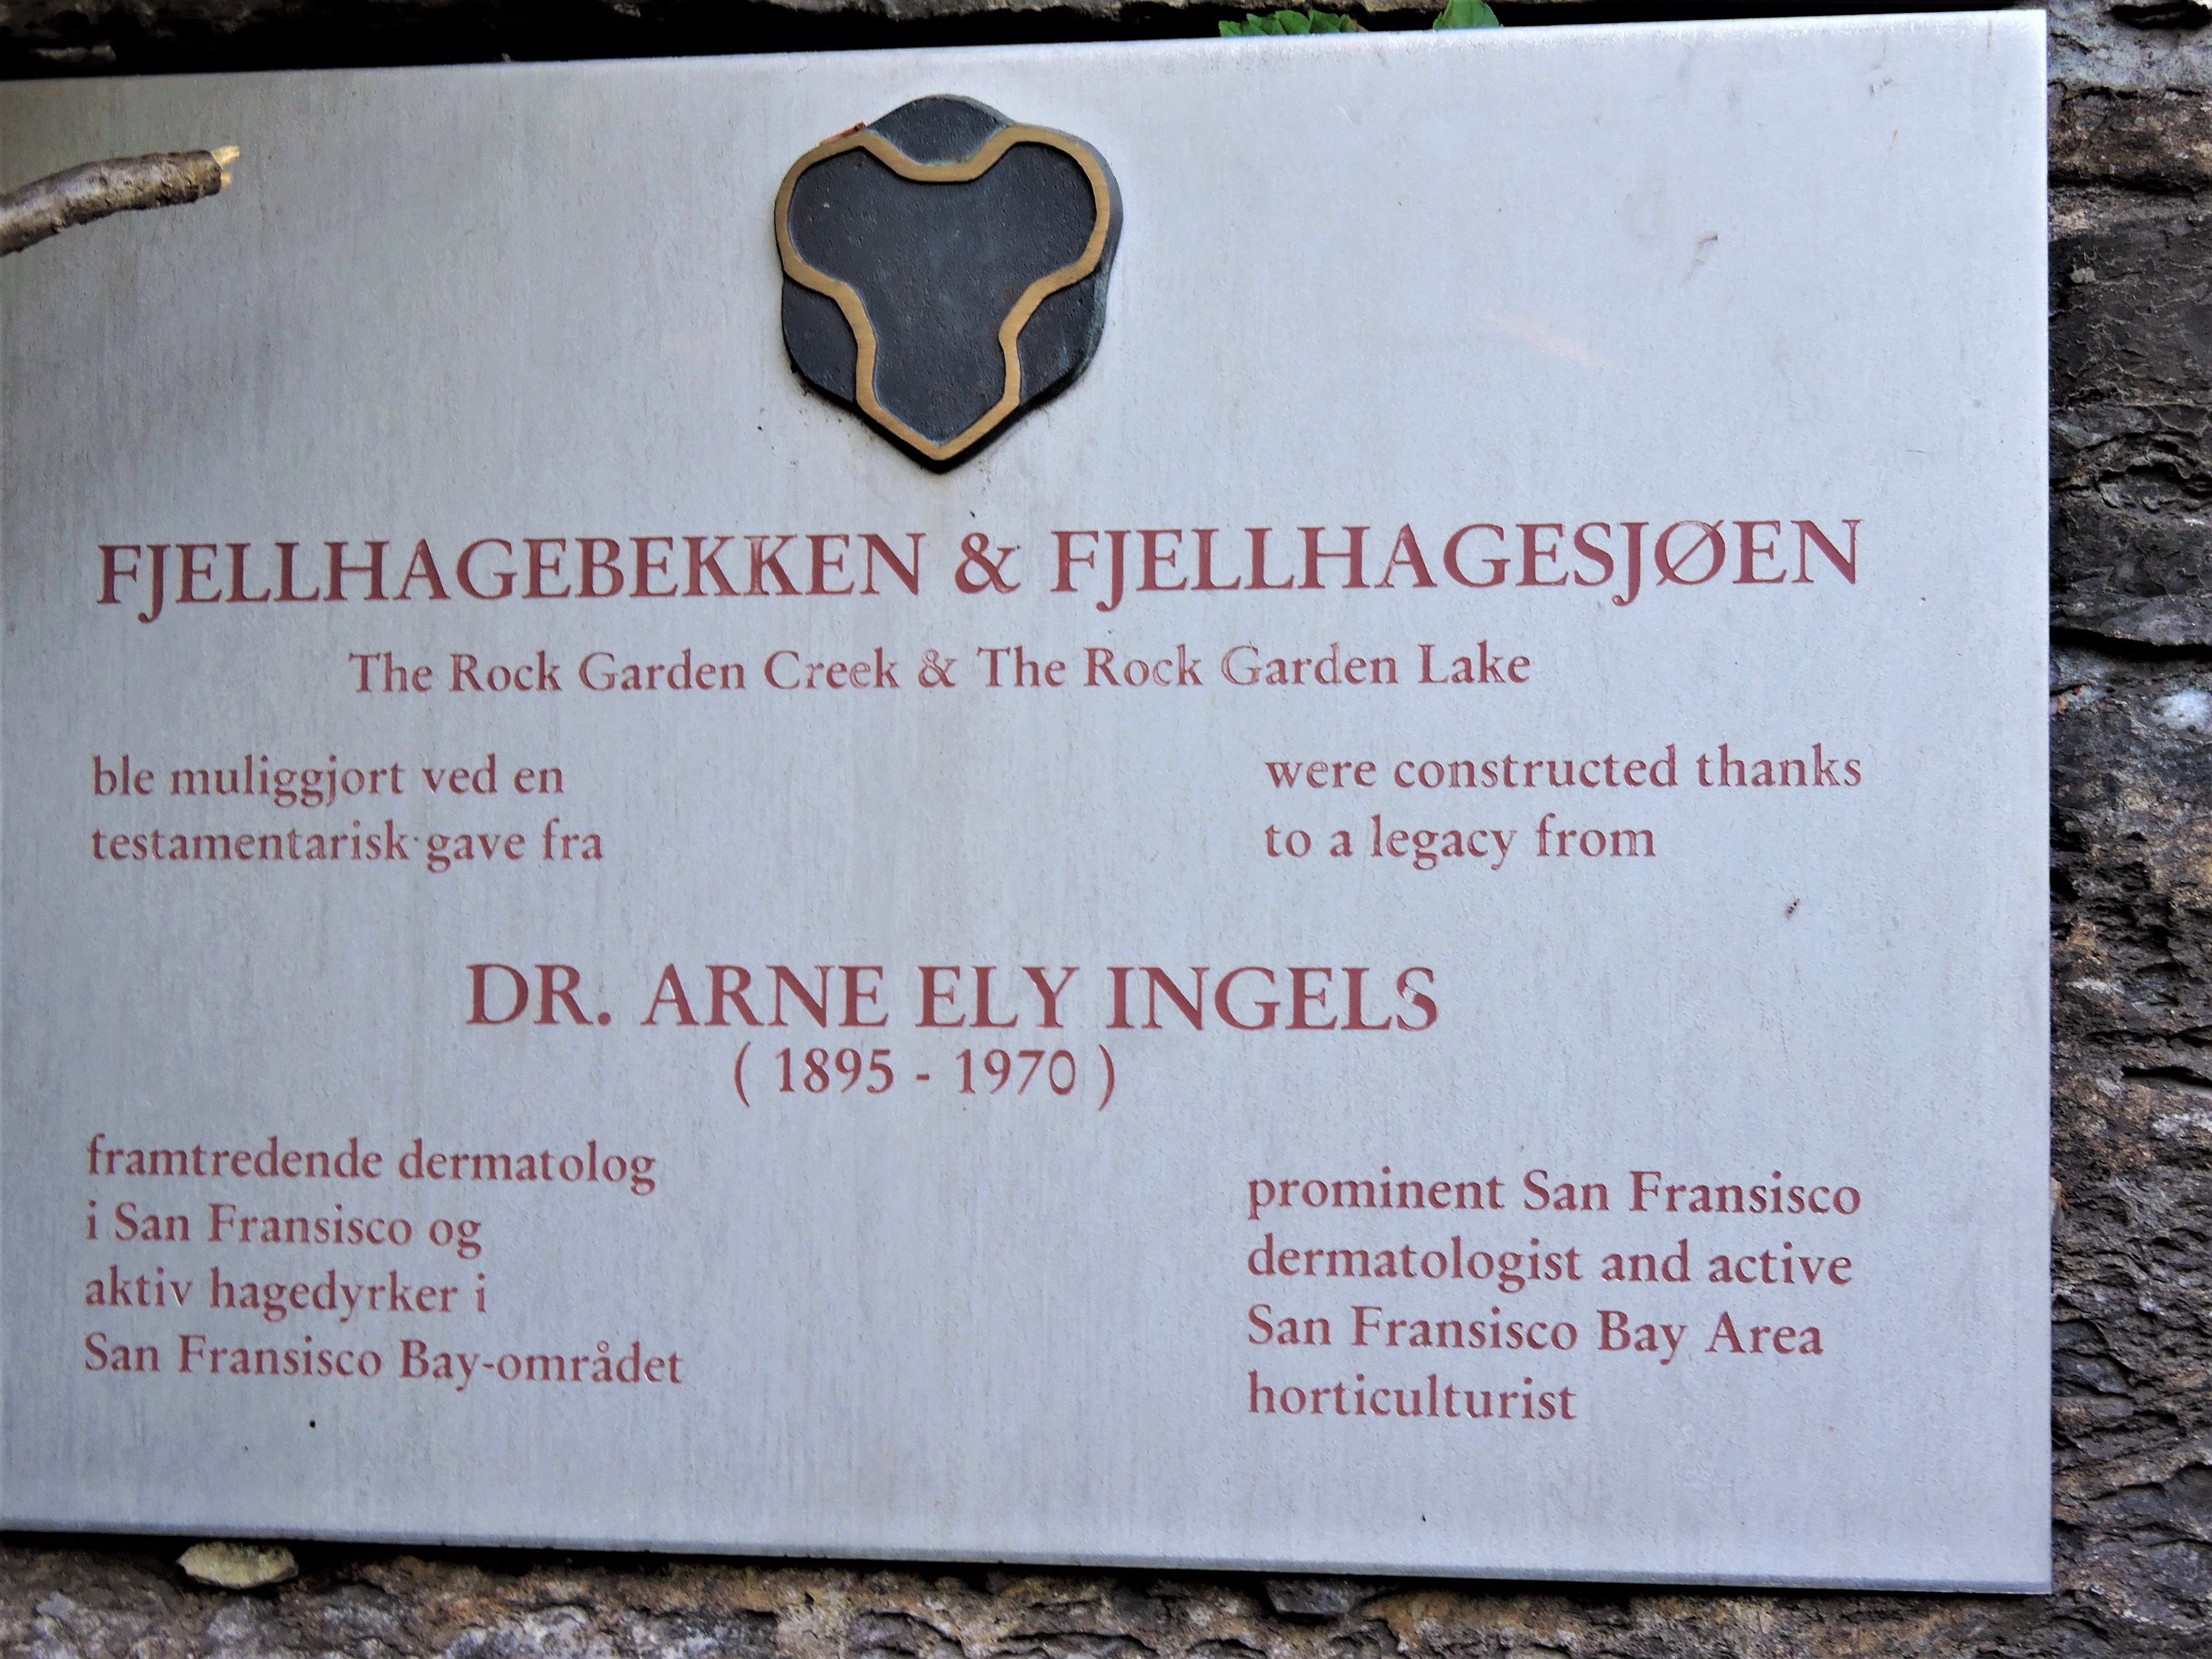 FJELLHAGEBEKKEN & FJELLHAGESJØEN
The Rock Garden Creek & The Rock Garden Lake
ble muliggjort ved en
testamentarisk gave fra
were constructed thanks
to a legacy from
DR. ARNE ELY INGELS
( 1895 - 1970 )
framtredende dermatolog
i San Fransisco og
aktiv hagedyrker i
San Fransisco Bay-området
prominent San Fransisco
dermatologist and active
San Fransisco Bay Area
horticulturist